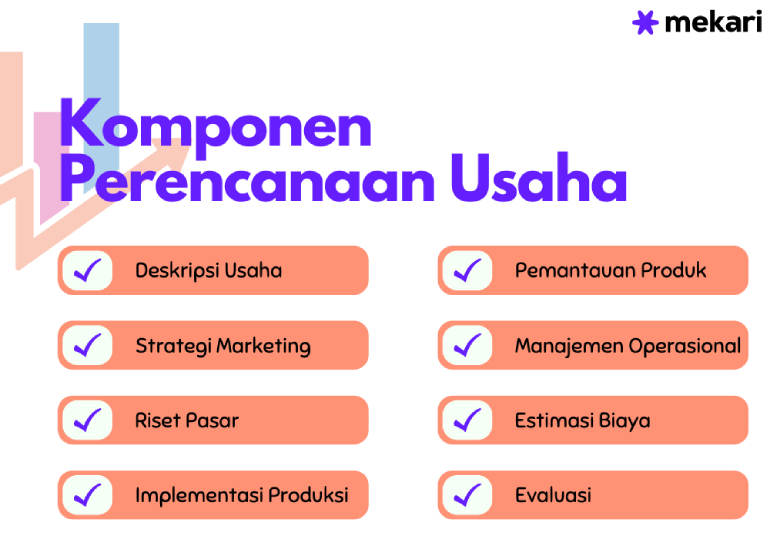 mekari
Komponen
Perencanaan Usaha
Deskripsi Usaha
Strategi Marketing
Riset Pasar
Implementasi Produksi
Pemantauan Produk
Manajemen Operasional
Estimasi Biaya
Evaluasi